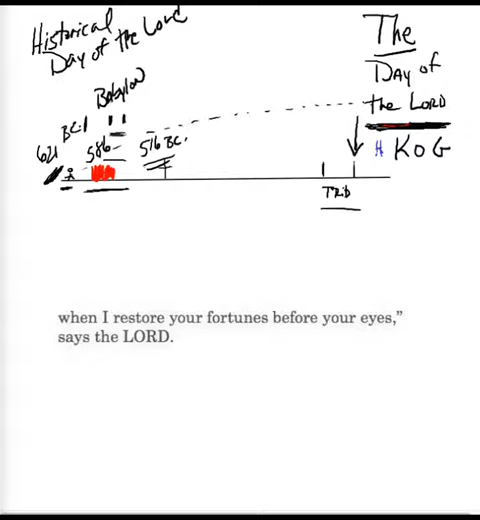 Historical
Day of the Lord
The
Day of
the Lord
Babylon
621 BC.
586-
516 BC.
H KOG
Trib
when I restore your fortunes before your eyes,”
says the LORD.